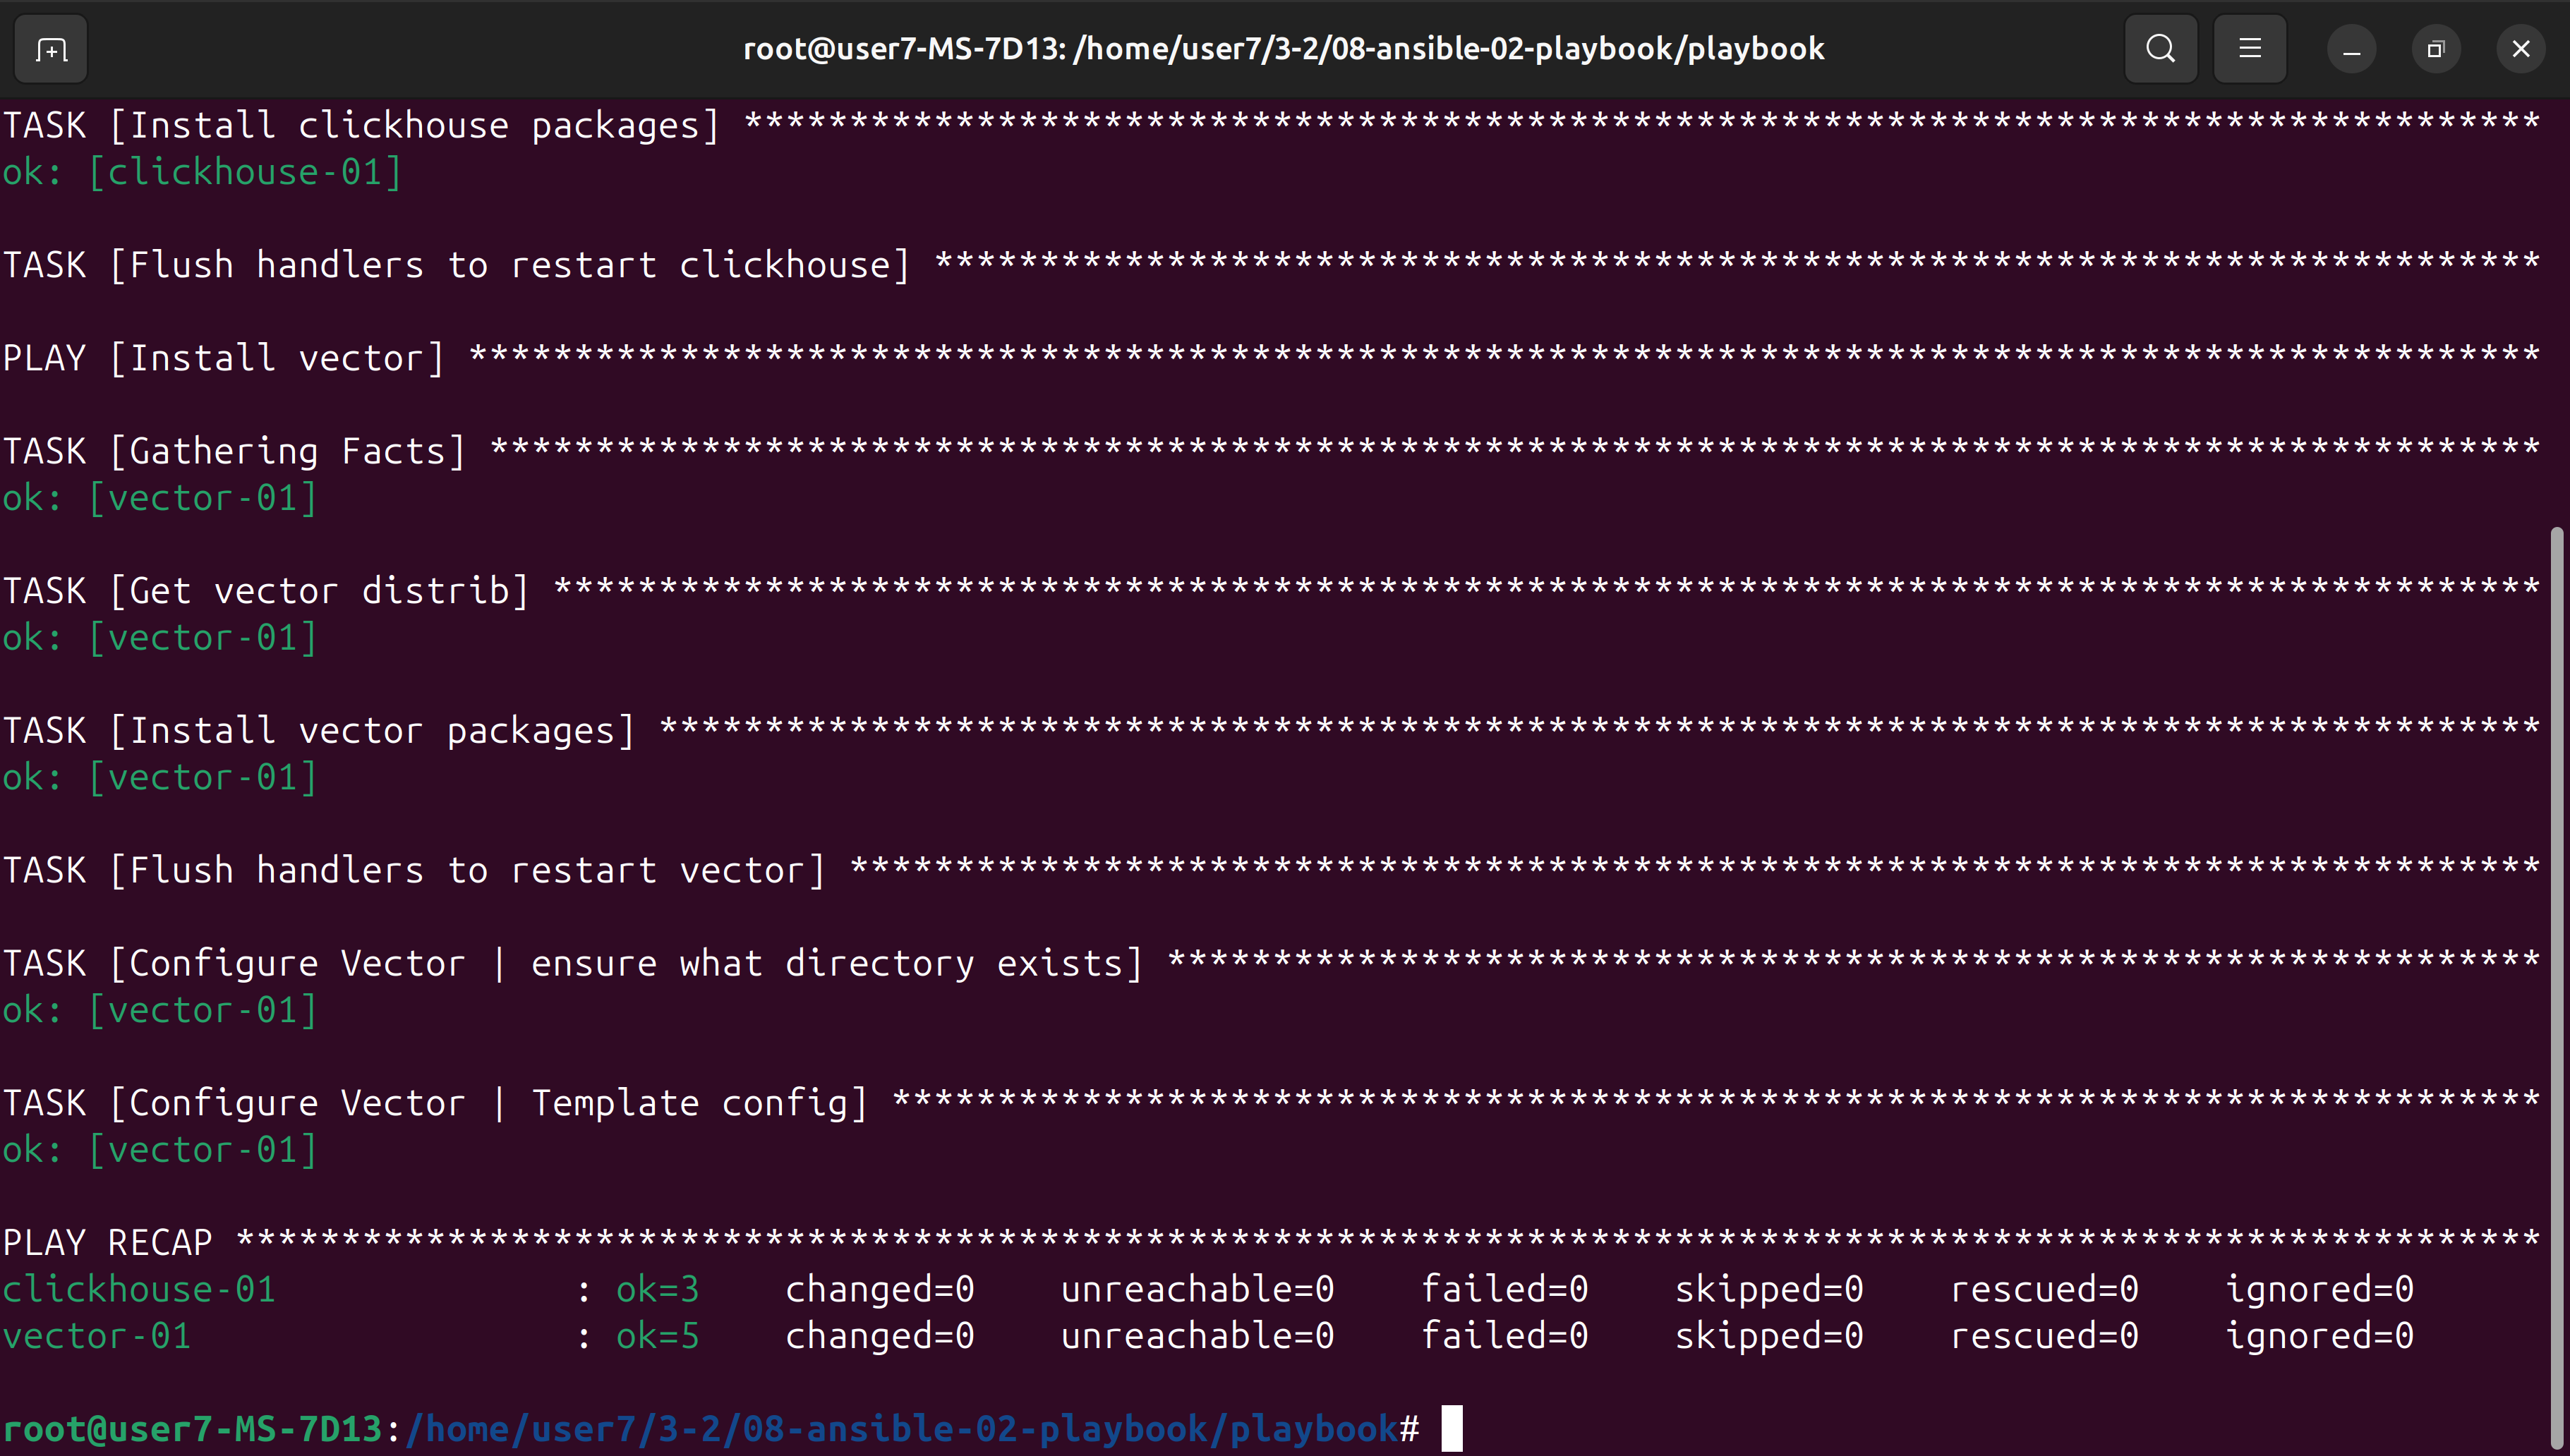 root@user7-MS-7D13: /home/user7/3-2/08-ansible-02-playbook/playbook
TASK [Install clickhouse packages] *************************************************************************************
ok: [clickhouse-01]
TASK [Flush handlers to restart clickhouse] ****************************************************************************
PLAY [Install vector] **************************************************************************************************
TASK [Gathering Facts] *************************************************************************************************
ok: [vector-01]
TASK [Get vector distrib] **********************************************************************************************
ok: [vector-01]
TASK [Install vector packages] *****************************************************************************************
ok: [vector-01]
TASK [Flush handlers to restart vector] ********************************************************************************
TASK [Configure Vector | ensure what directory exists] *****************************************************************
ok: [vector-01]
TASK [Configure Vector | Template config] ******************************************************************************
ok: [vector-01]
PLAY RECAP *************************************************************************************************************
clickhouse-01              : ok=3    changed=0    unreachable=0    failed=0    skipped=0    rescued=0    ignored=0
vector-01                  : ok=5    changed=0    unreachable=0    failed=0    skipped=0    rescued=0    ignored=0
root@user7-MS-7D13:/home/user7/3-2/08-ansible-02-playbook/playbook#